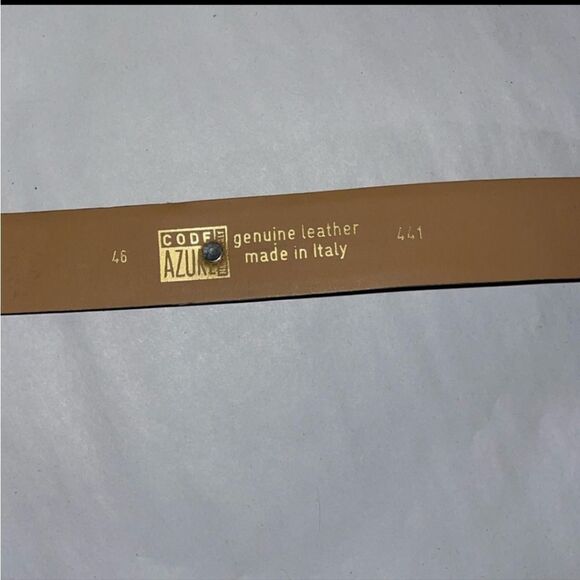 46
CODE
AZUR
genuine leather
made in Italy
441